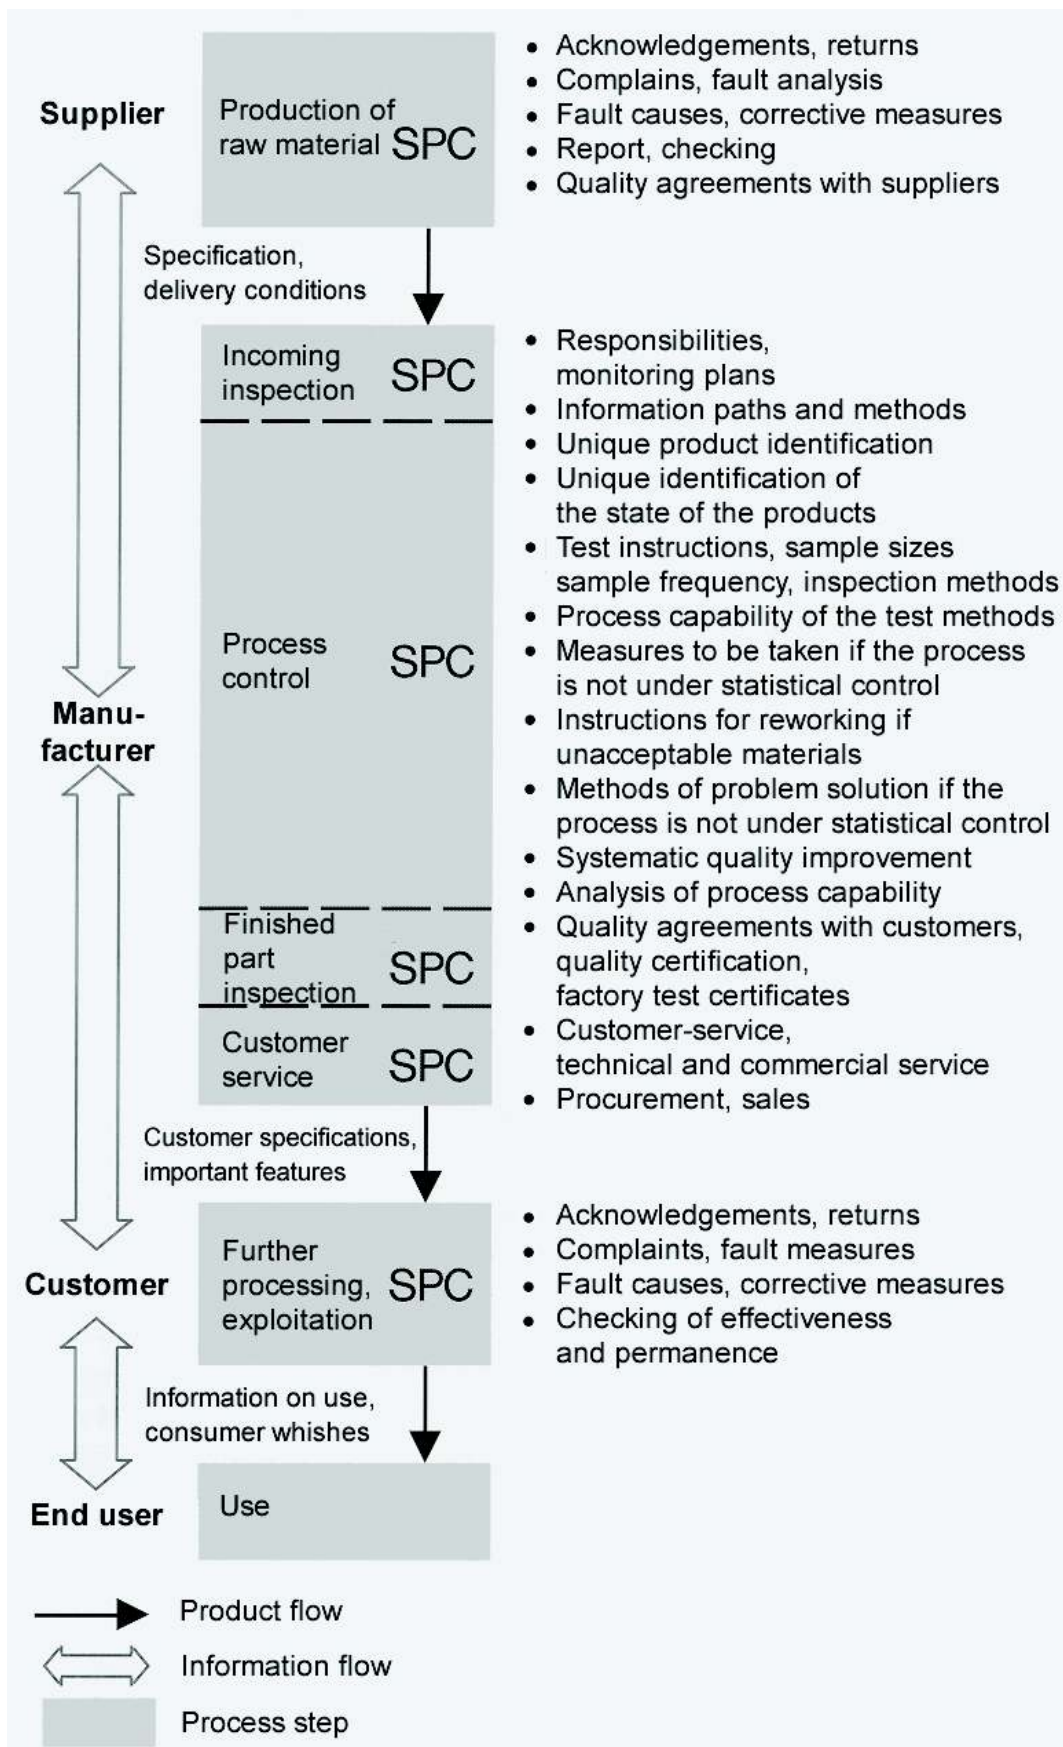 Supplier
Production of
raw material SPC
• Acknowledgements, returns
• Complains, fault analysis
• Fault causes, corrective measures
• Report, checking
• Quality agreements with suppliers
Specification,
delivery conditions
Incoming
inspection SPC
Process
control SPC
Finished
part
inspection SPC
Customer
service SPC
• Responsibilities,
monitoring plans
• Information paths and methods
• Unique product identification
• Unique identification of
the state of the products
• Test instructions, sample sizes
sample frequency, inspection methods
• Process capability of the test methods
• Measures to be taken if the process
is not under statistical control
• Instructions for reworking if
unacceptable materials
• Methods of problem solution if the
process is not under statistical control
• Systematic quality improvement
• Analysis of process capability
• Quality agreements with customers,
quality certification,
factory test certificates
• Customer-service,
technical and commercial service
• Procurement, sales
Manu-
facturer
Customer specifications,
important features
Customer
Further
processing,
exploitation SPC
• Acknowledgements, returns
• Complaints, fault measures
• Fault causes, corrective measures
• Checking of effectiveness
and permanence
Information on use,
consumer whishes
End user
Use
Product flow
Information flow
Process step